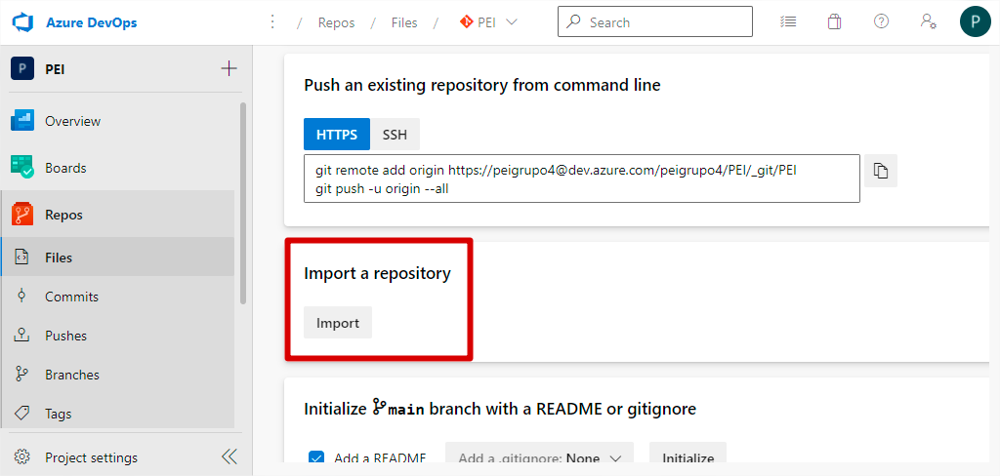 Azure DevOps
/ Repos / Files / PEI
Search
P
P PEI
Overview
Boards
Repos
Files
Commits
Pushes
Branches
Tags
Project settings
Push an existing repository from command line
HTTPS SSH
git remote add origin https://peigrupo4@dev.azure.com/peigrupo4/PEI/_git/PEI
git push -u origin --all
Import a repository
Import
Initialize main branch with a README or gitignore
Add a README Add a .gitignore: None Initialize